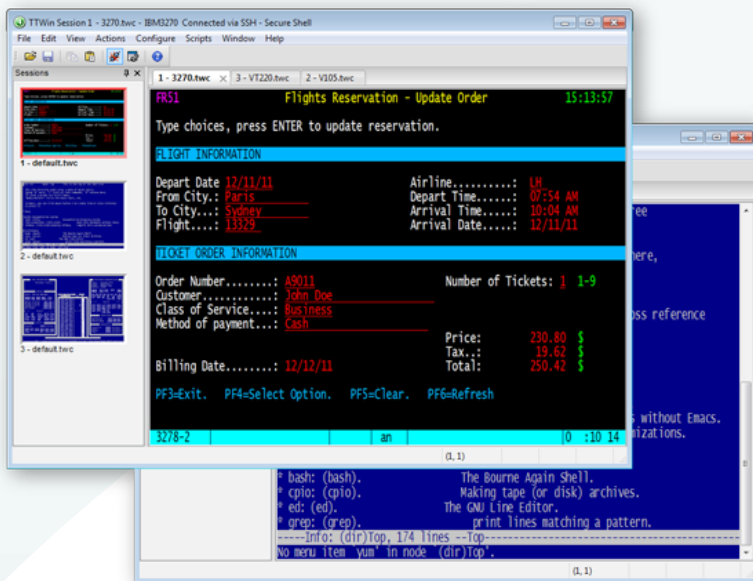 TTWin Session 1 - 3270.twc - IBM3270 Connected via SSH - Secure Shell
File Edit View Actions Configure Scripts Window Help
Sessions
1 - 3270.twc 3 - VT220.twc 2 - V105.twc
FR51 Flights Reservation - Update Order 15:13:57
Type choices, press ENTER to update reservation.
FLIGHT INFORMATION
Depart Date 12/11/11 Airline..........: LH
From City.: Paris Depart Time......: 07:54 AM
To City...: Sydney Arrival Time.....: 10:04 AM
Flight....: 13329 Arrival Date.....: 12/11/11
TICKET ORDER INFORMATION
Order Number........: A9011 Number of Tickets: 1 1-9
Customer............: John Doe
Class of Service....: Business
Method of payment...: Cash
Price: 230.80 $
Tax..: 19.62 $
Billing Date........: 12/12/11 Total: 250.42 $
PF3=Exit. PF4=Select Option. PF5=Clear. PF6=Refresh
3278-2 an 0 :10 14
(1, 1)
1 - default.twc
2 - default.twc
3 - default.twc
ree
here,
oss reference
s without Emacs.
mizations.
* bash: (bash). The Bourne Again Shell.
* cpio: (cpio). Making tape (or disk) archives.
* ed: (ed). The GNU Line Editor.
* grep: (grep). print lines matching a pattern.
-----Info: (dir)Top, 174 lines --Top-----
No menu item `yum' in node `(dir)Top'.
(1, 1)